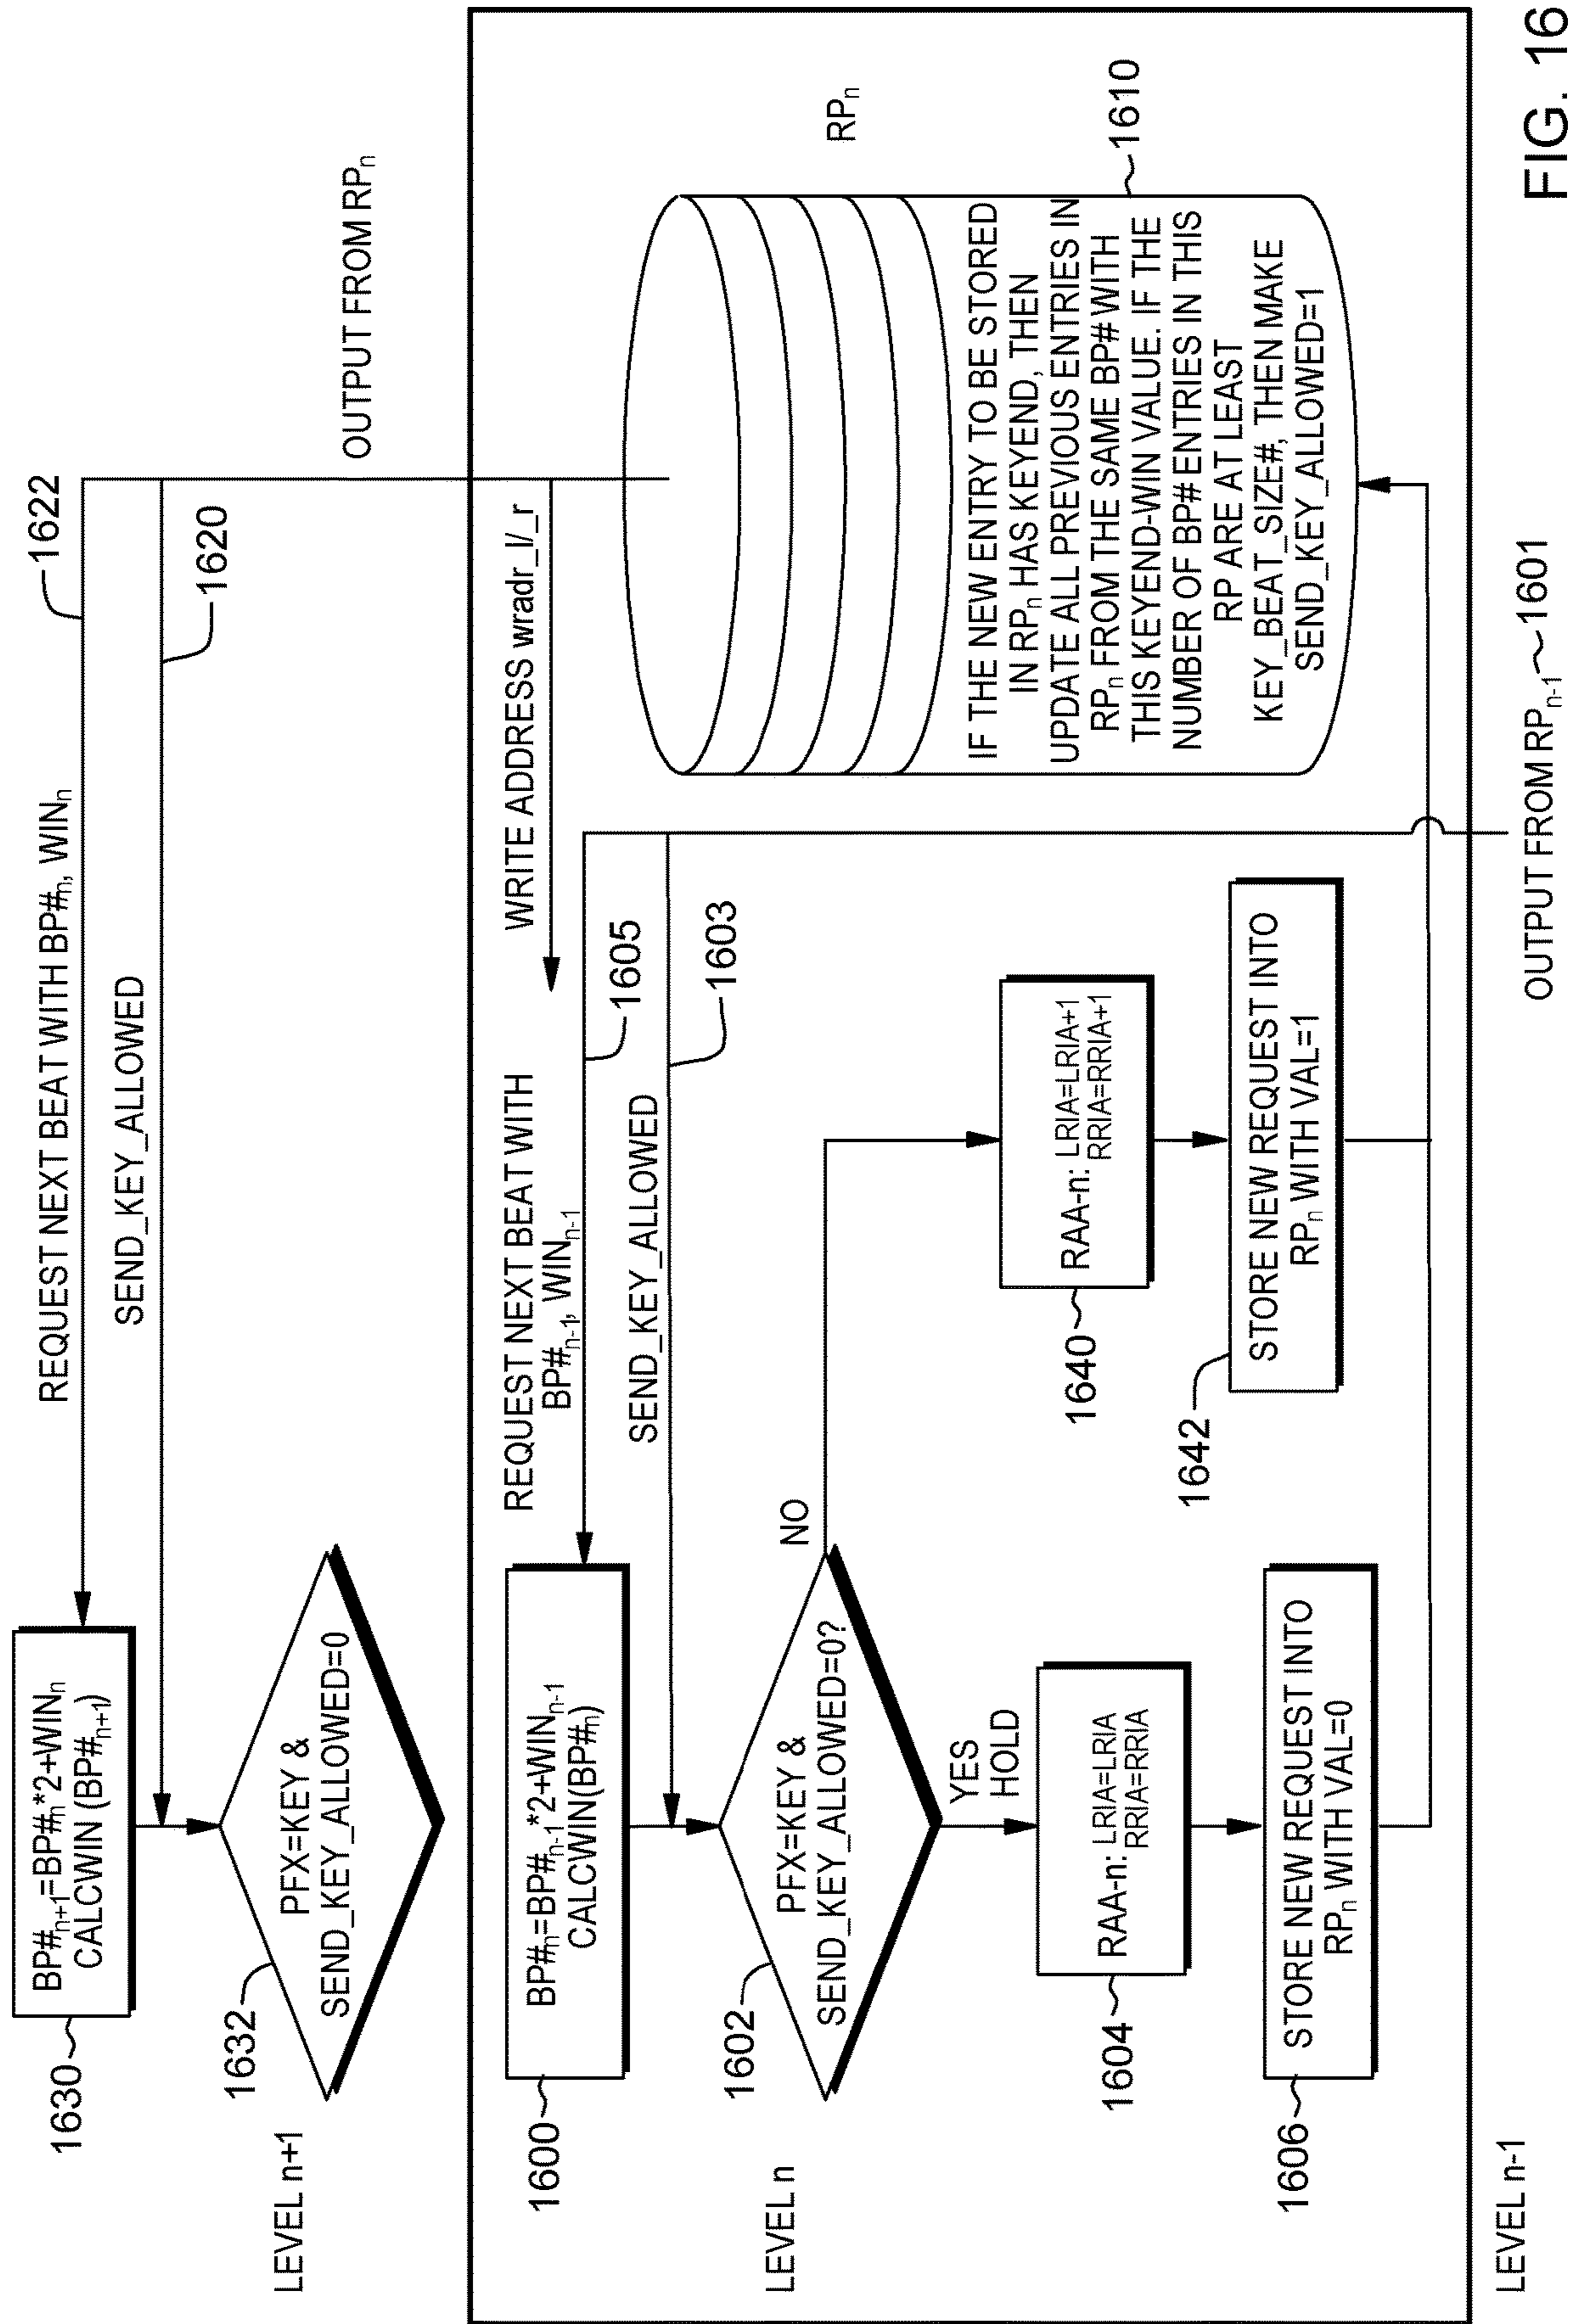 REQUEST NEXT BEAT WITH BP#n, WINn
1622
SEND_KEY_ALLOWED
1620
1630
BP#n+1=BP#n*2+WINn
CALCWIN (BP#n+1)
1632
PFX=KEY &
SEND_KEY_ALLOWED=0
LEVEL n+1
OUTPUT FROM RPn
WRITE ADDRESS wradr_l/_r
REQUEST NEXT BEAT WITH
BP#n-1, WINn-1
1605
SEND_KEY_ALLOWED
1603
1600
BP#n=BP#n-1*2+WINn-1
CALCWIN(BP#n)
1602
PFX=KEY &
SEND_KEY_ALLOWED=0?
NO
YES
HOLD
LEVEL n
1604
RAA-n: LRIA=LRIA
RRIA=RRIA
1606
STORE NEW REQUEST INTO
RPn WITH VAL=0
1640
RAA-n: LRIA=LRIA+1
RRIA=RRIA+1
1642
STORE NEW REQUEST INTO
RPn WITH VAL=1
RPn
1610
IF THE NEW ENTRY TO BE STORED
IN RPn HAS KEYEND, THEN
UPDATE ALL PREVIOUS ENTRIES IN
RPn FROM THE SAME BP# WITH
THIS KEYEND-WIN VALUE. IF THE
NUMBER OF BP# ENTRIES IN THIS
RP ARE AT LEAST
KEY_BEAT_SIZE#, THEN MAKE
SEND_KEY_ALLOWED=1
LEVEL n-1
OUTPUT FROM RPn-1 1601
FIG. 16